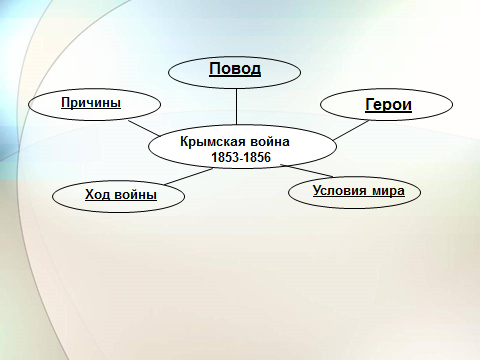 Повод
Причины
Герои
Крымская война
1853-1856
Ход войны
Условия мира